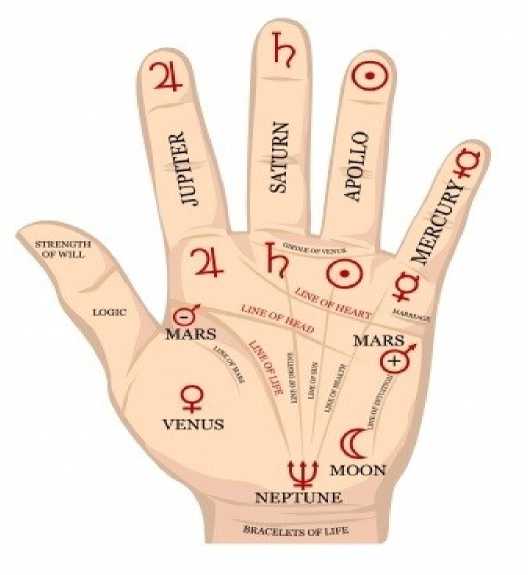 JUPITER
SATURN
APOLLO
MERCURY
STRENGTH
OF WILL
GIRDLE OF VENUS
LINE OF HEART
MARRIAGE
LOGIC
LINE OF HEAD
MARS
MARS
LINE OF MARS
LINE OF LIFE
LINE OF DESTINY
LINE OF SUN
LINE OF HEALTH
LINE OF INTUITION
VENUS
MOON
NEPTUNE
BRACELETS OF LIFE